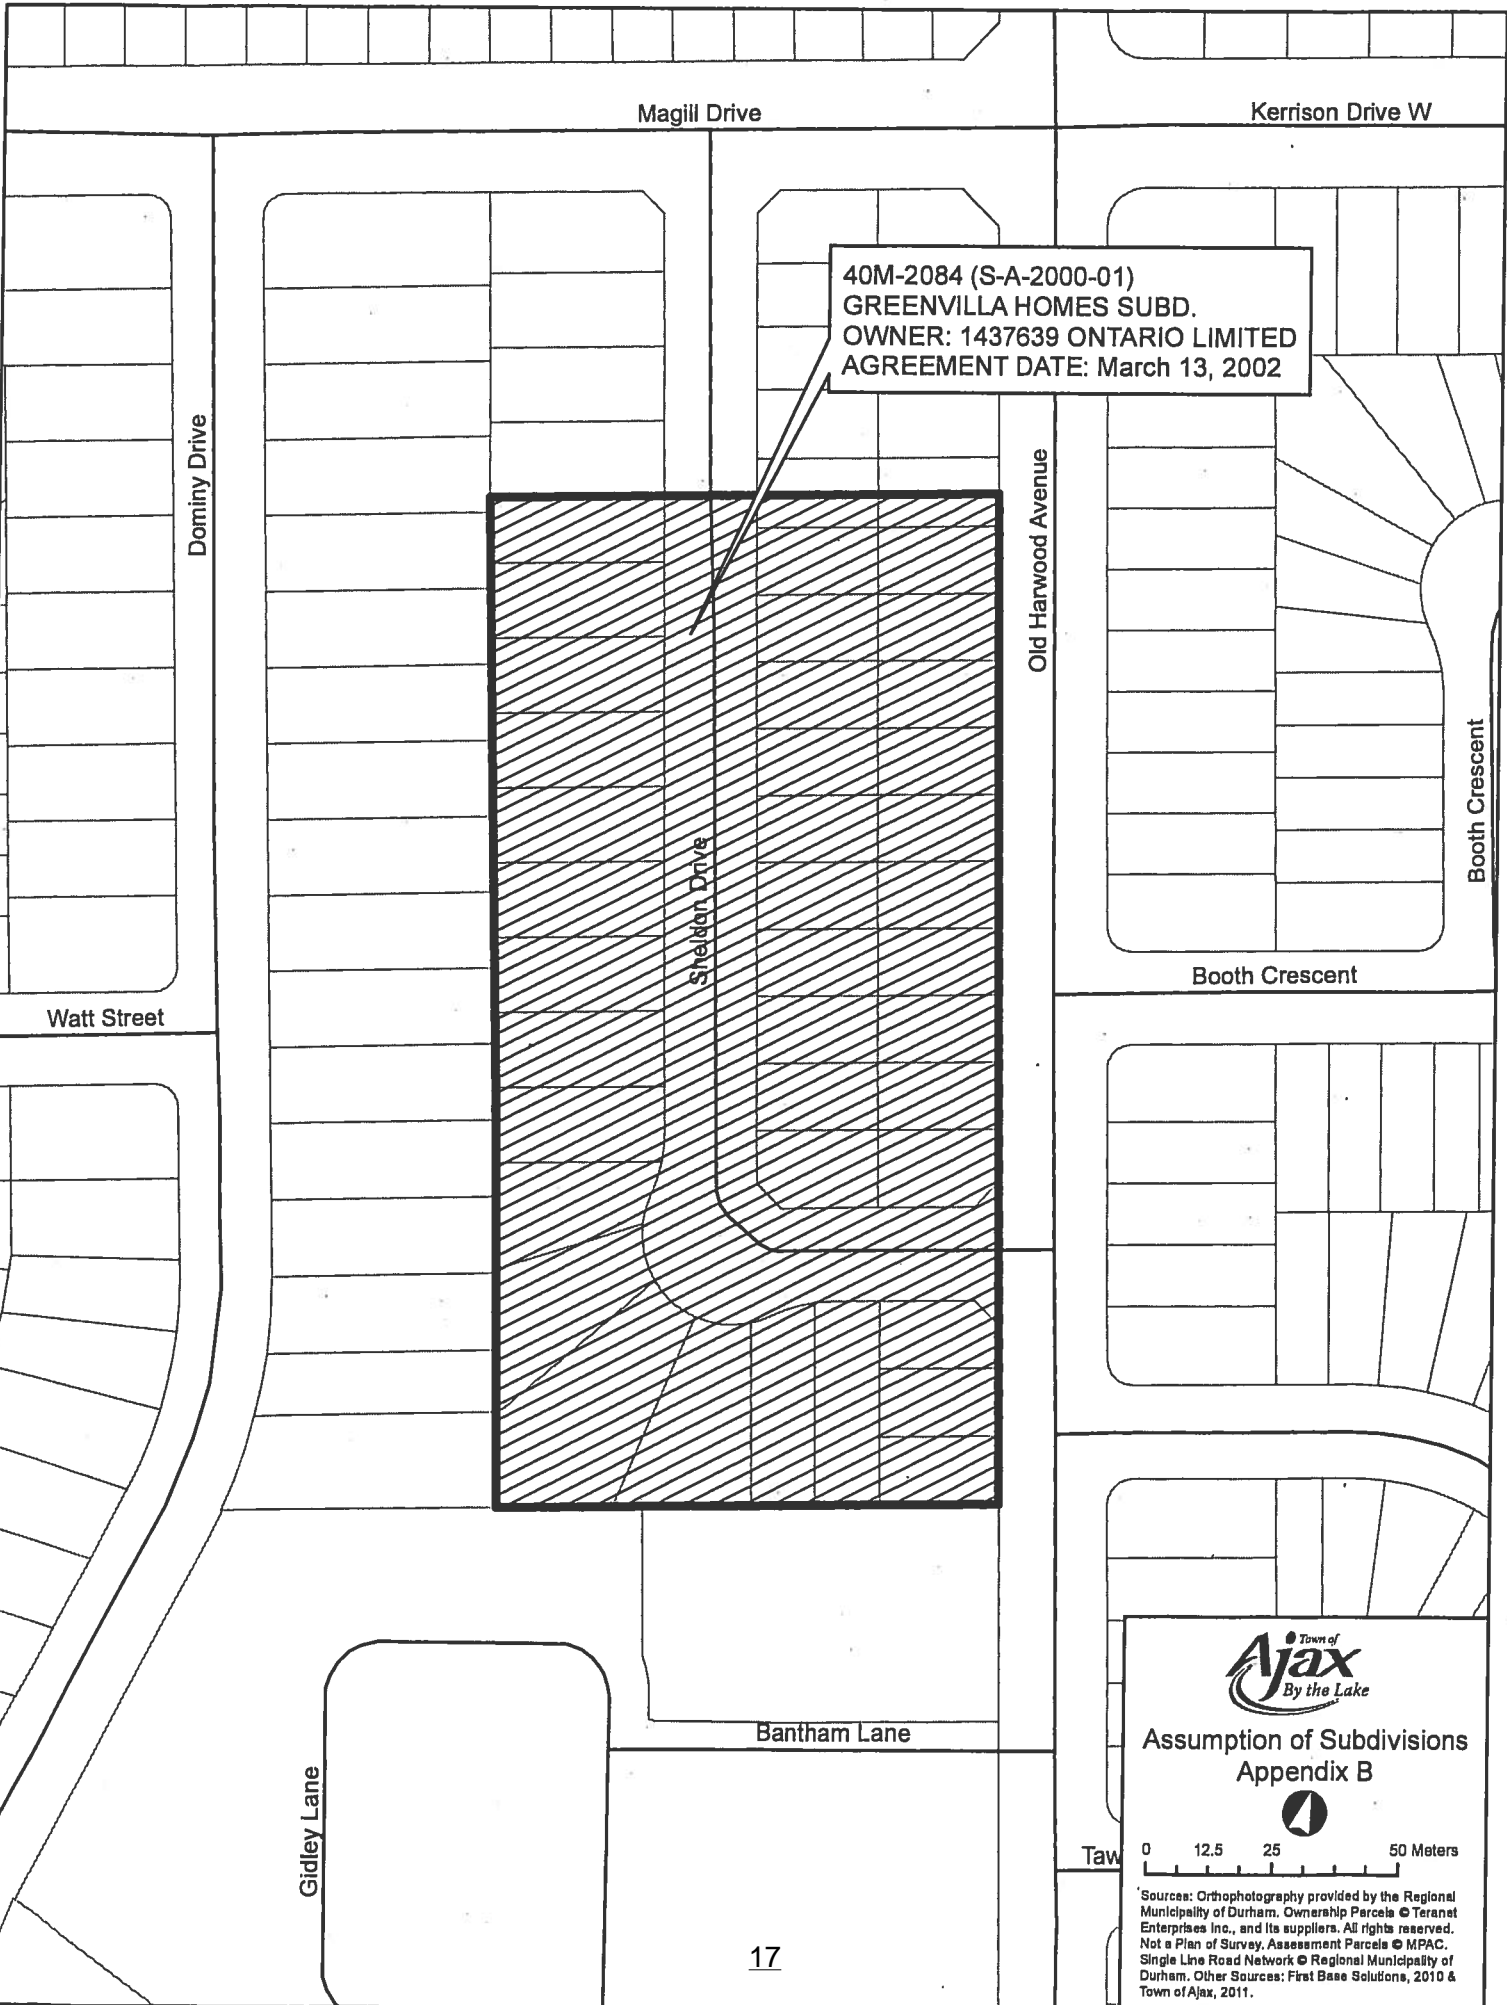 Magill Drive
Kerrison Drive W
40M-2084 (S-A-2000-01)
GREENVILLA HOMES SUBD.
OWNER: 1437639 ONTARIO LIMITED
AGREEMENT DATE: March 13, 2002
Dominy Drive
Old Harwood Avenue
Booth Crescent
Sheldon Drive
Booth Crescent
Watt Street
Bantham Lane
Gidley Lane
Taw
Town of
Ajax
By the Lake
Assumption of Subdivisions
Appendix B
0 12.5 25 50 Meters
Sources: Orthophotography provided by the Regional
Municipality of Durham. Ownership Parcels © Teranet
Enterprises Inc., and its suppliers. All rights reserved.
Not a Plan of Survey. Assessment Parcels © MPAC.
Single Line Road Network © Regional Municipality of
Durham. Other Sources: First Base Solutions, 2010 &
Town of Ajax, 2011.
17